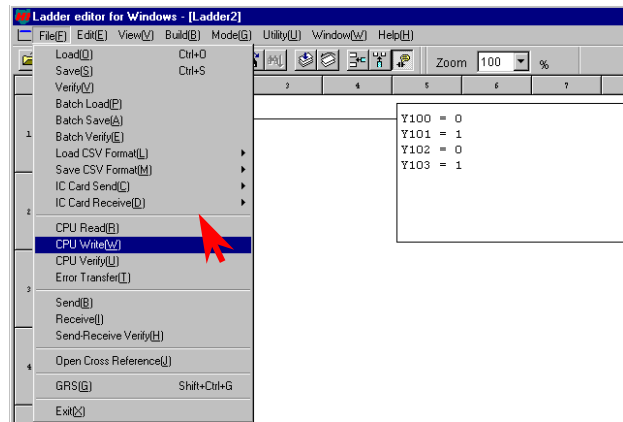 Ladder editor for Windows - [Ladder2]
File(F) Edit(E) View(V) Build(B) Mode(G) Utility(U) Window(W) Help(H)
Zoom 100 %
Load(O) Ctrl+O
Save(S) Ctrl+S
Verify(V)
Batch Load(P)
Batch Save(A)
Batch Verify(E)
Load CSV Format(L)
Save CSV Format(M)
IC Card Send(C)
IC Card Receive(D)
CPU Read(R)
CPU Write(W)
CPU Verify(U)
Error Transfer(T)
Send(B)
Receive(I)
Send-Receive Verify(H)
Open Cross Reference(J)
GRS(G) Shift+Ctrl+G
Exit(X)
3 4 5 6 7
1
2
3
4
Y100 = 0
Y101 = 1
Y102 = 0
Y103 = 1